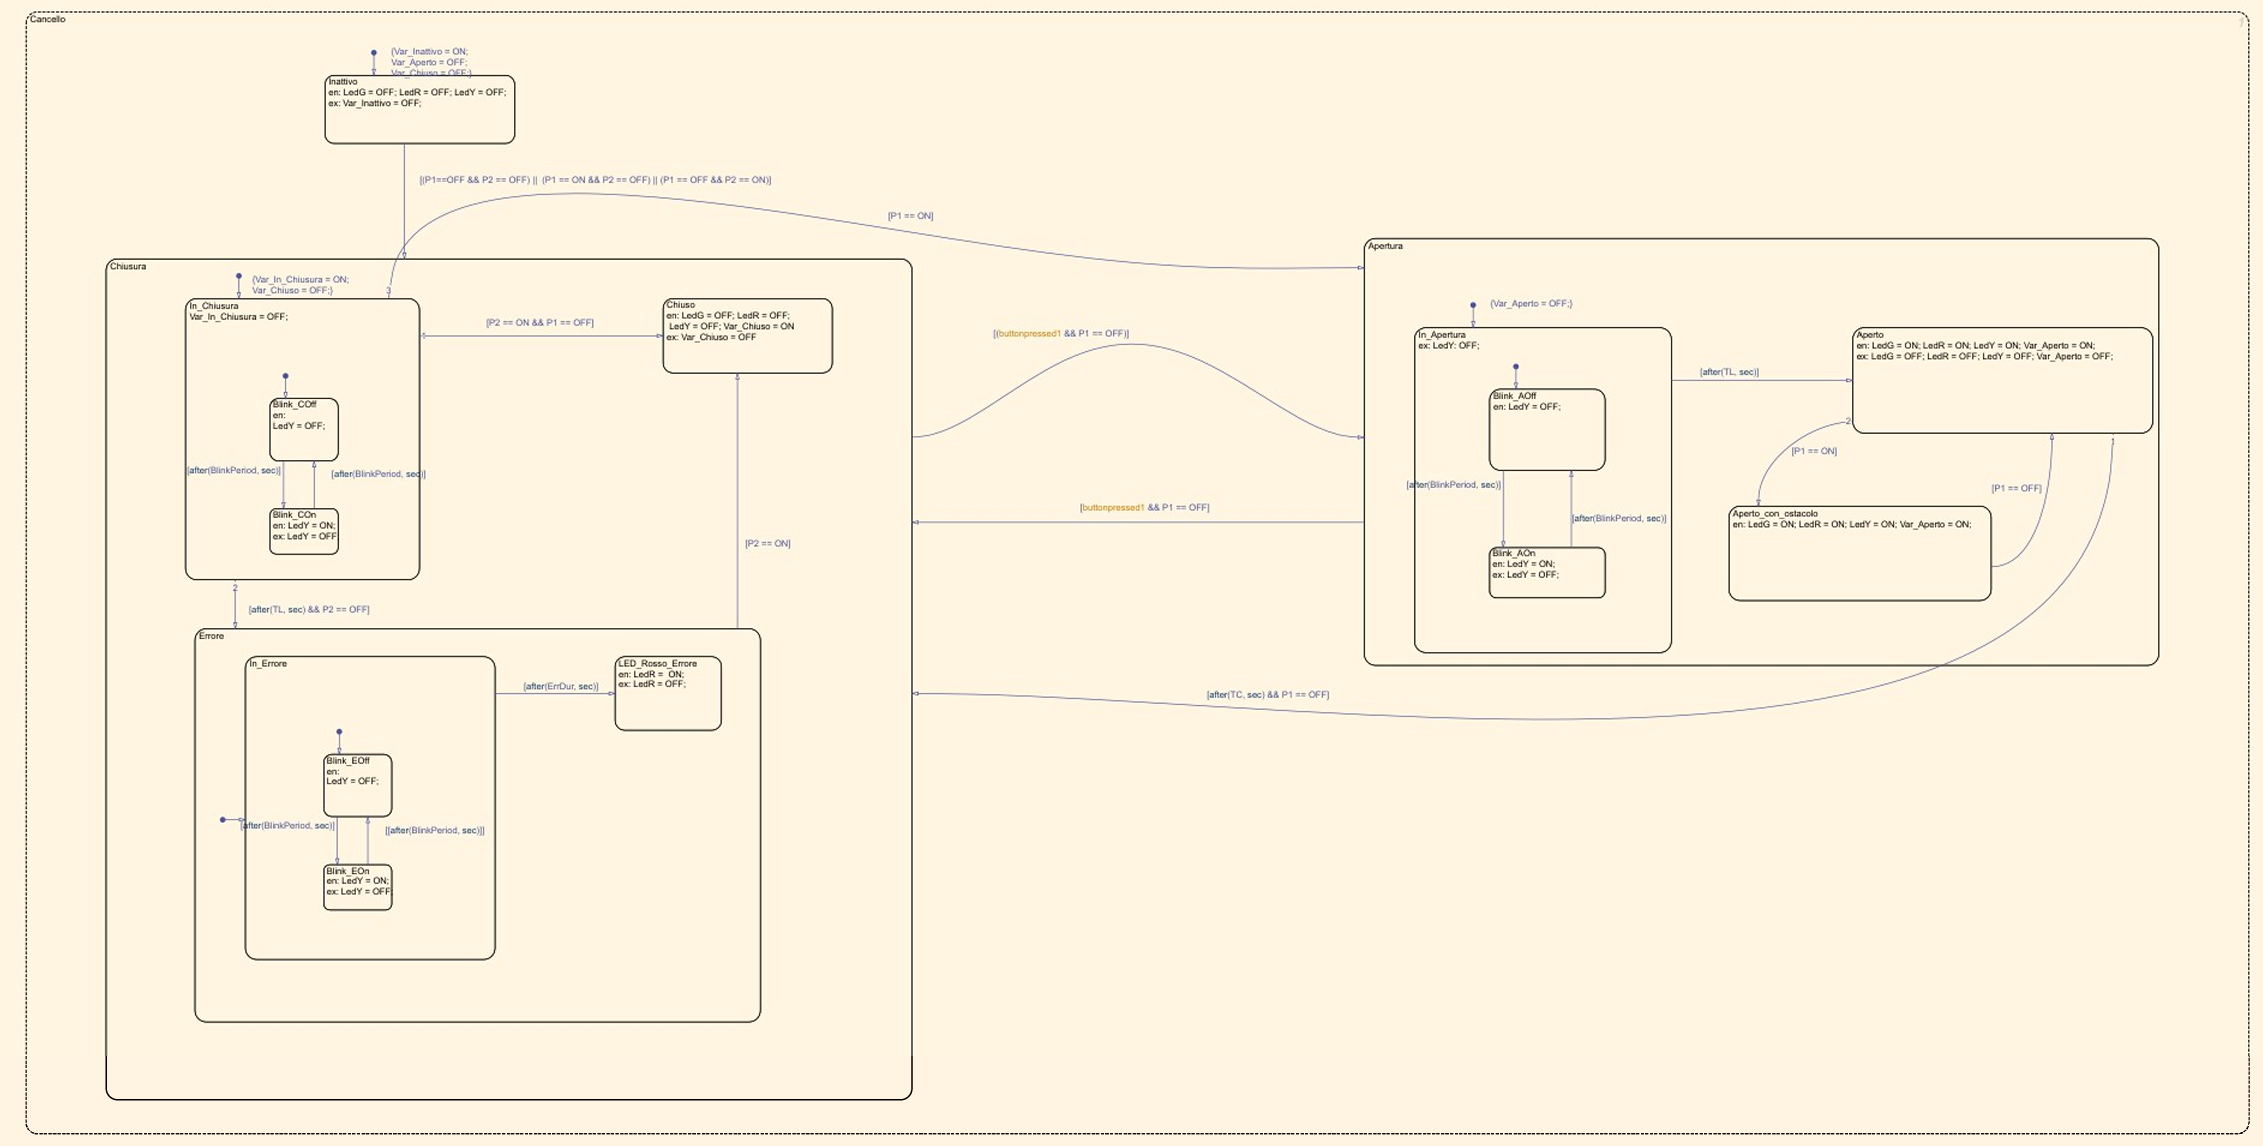 Cancello
1
{Var_Inattivo = ON;
Var_Aperto = OFF;
Var_Chiuso = OFF;}
Inattivo
en: LedG = OFF; LedR = OFF; LedY = OFF;
ex: Var_Inattivo = OFF;
[(P1==OFF && P2 == OFF) || (P1 == ON && P2 == OFF) || (P1 == OFF && P2 == ON)]
[P1 == ON]
Chiusura
{Var_In_Chiusura = ON;
Var_Chiuso = OFF;}
3
In_Chiusura
Var_In_Chiusura = OFF;
1
[P2 == ON && P1 == OFF]
Chiuso
en: LedG = OFF; LedR = OFF;
LedY = OFF; Var_Chiuso = ON
ex: Var_Chiuso = OFF
Blink_COff
en:
LedY = OFF;
[after(BlinkPeriod, sec)]
[after(BlinkPeriod, sec)]
Blink_COn
en: LedY = ON;
ex: LedY = OFF;
2
[after(TL, sec) && P2 == OFF]
[P2 == ON]
Errore
In_Errore
[after(ErrDur, sec)]
LED_Rosso_Errore
en: LedR = ON;
ex: LedR = OFF;
Blink_EOff
en:
LedY = OFF;
[after(BlinkPeriod, sec)]
[[after(BlinkPeriod, sec)]]
Blink_EOn
en: LedY = ON;
ex: LedY = OFF;
[(buttonpressed1 && P1 == OFF)]
[buttonpressed1 && P1 == OFF]
[after(TC, sec) && P1 == OFF]
Apertura
{Var_Aperto = OFF;}
In_Apertura
ex: LedY: OFF;
Blink_AOff
en: LedY = OFF;
[after(BlinkPeriod, sec)]
[after(BlinkPeriod, sec)]
Blink_AOn
en: LedY = ON;
ex: LedY = OFF;
[after(TL, sec)]
Aperto
en: LedG = ON; LedR = ON; LedY = ON; Var_Aperto = ON;
ex: LedG = OFF; LedR = OFF; LedY = OFF; Var_Aperto = OFF;
2
1
[P1 == ON]
[P1 == OFF]
Aperto_con_ostacolo
en: LedG = ON; LedR = ON; LedY = ON; Var_Aperto = ON;